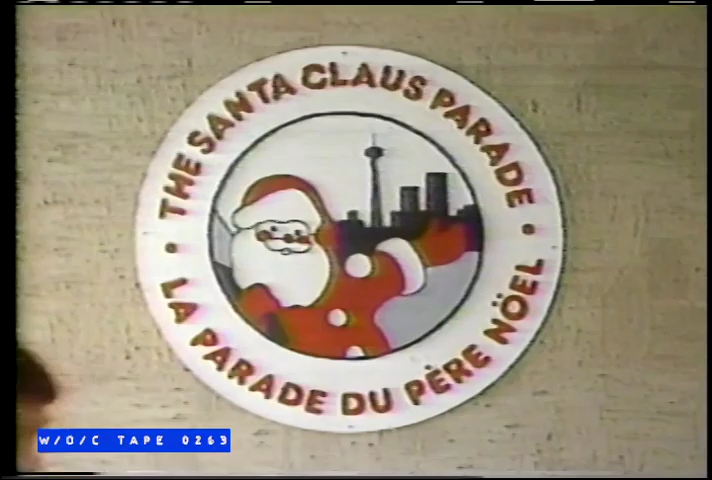 THE SANTA CLAUS PARADE
LA PARADE DU PÈRE NÖEL
W/O/C TAPE 0263